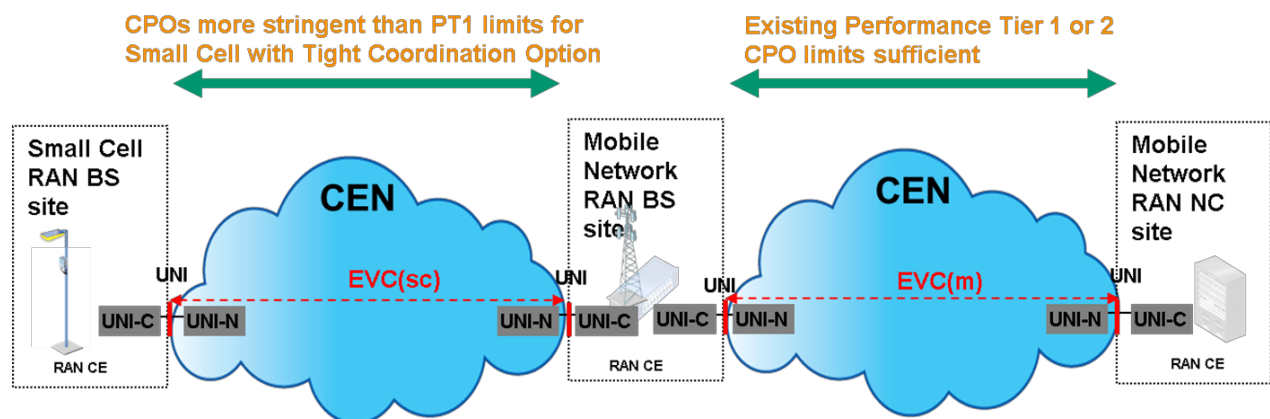 CPOs more stringent than PT1 limits for
Small Cell with Tight Coordination Option
Existing Performance Tier 1 or 2
CPO limits sufficient
Small Cell
RAN BS
site
CEN
Mobile
Network
RAN BS
site
CEN
Mobile
Network
RAN NC
site
UNI
EVC(sc)
UNI
UNI
EVC(m)
UNI
UNI-C
UNI-N
UNI-N
UNI-C
UNI-C
UNI-N
UNI-N
UNI-C
RAN CE
RAN CE
RAN CE